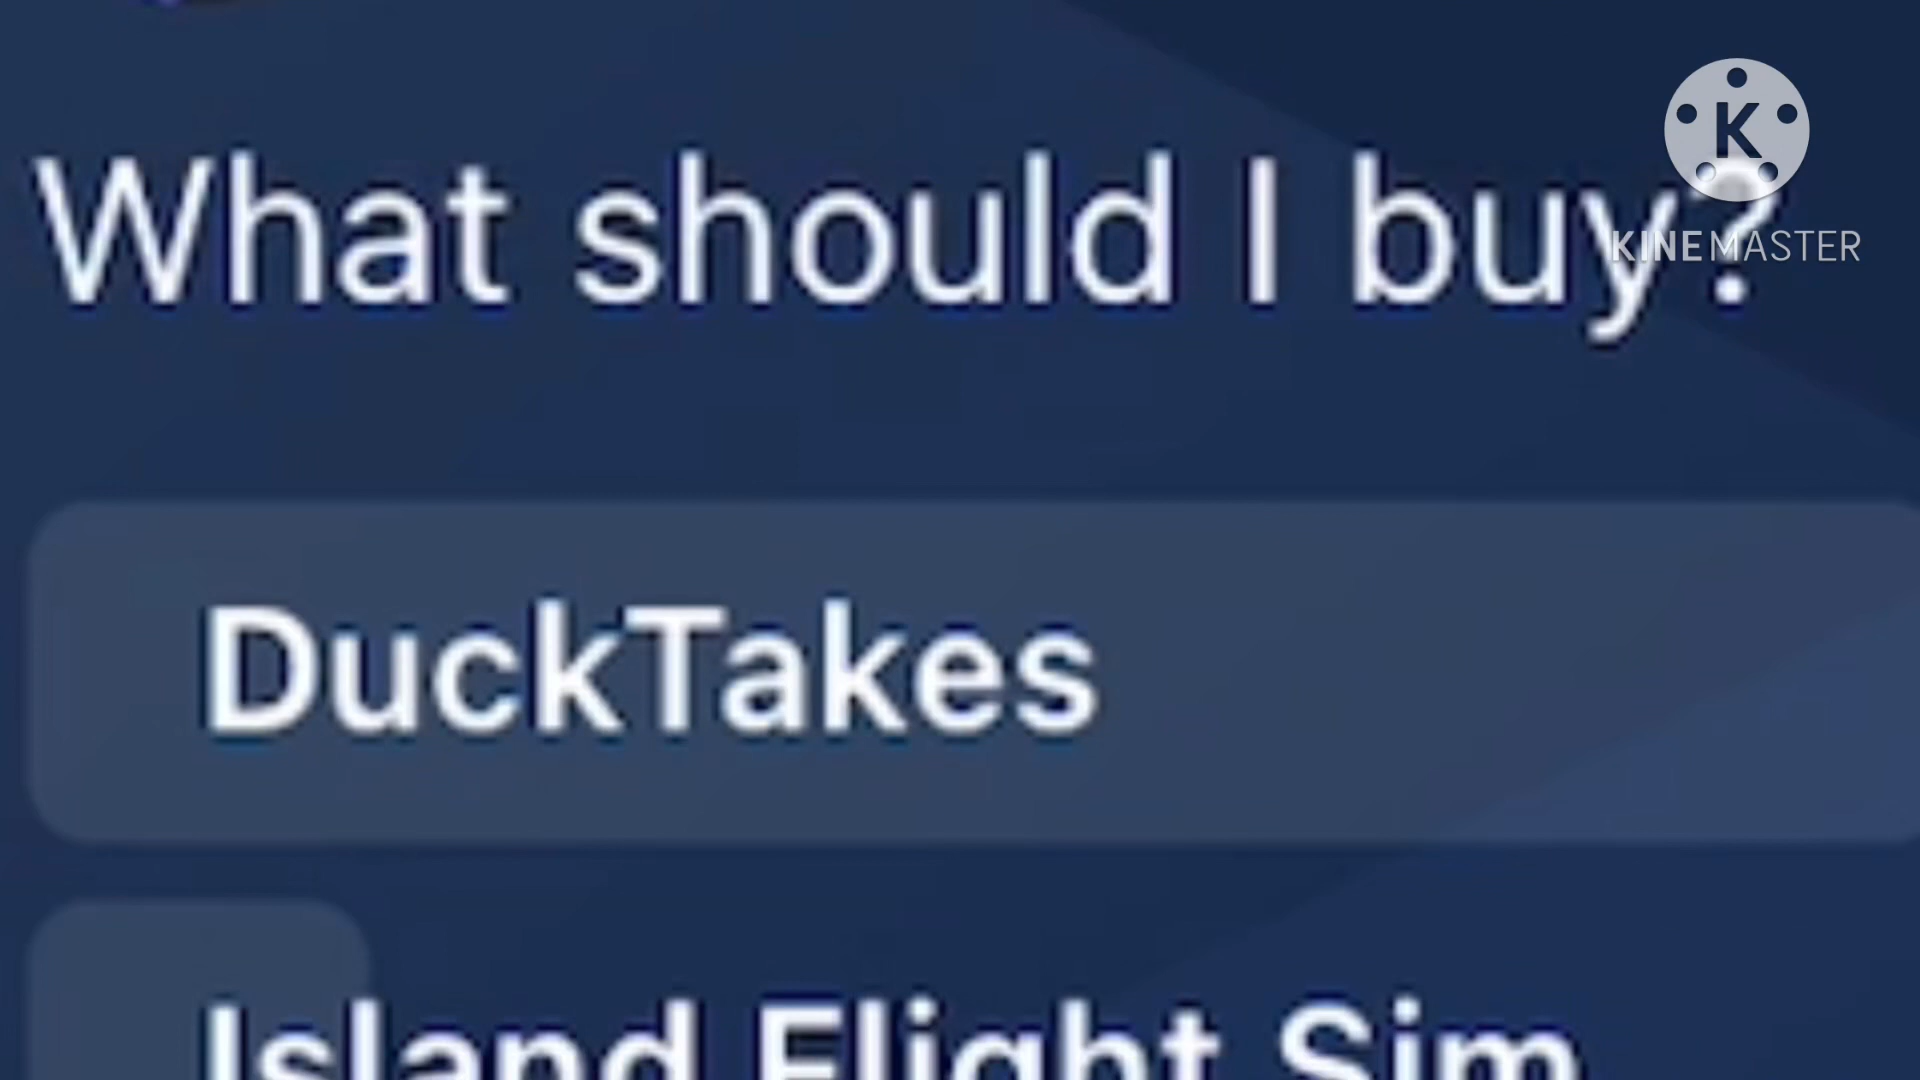 What should I buy?
K
KINEMASTER
DuckTakes
Island Flight Sim